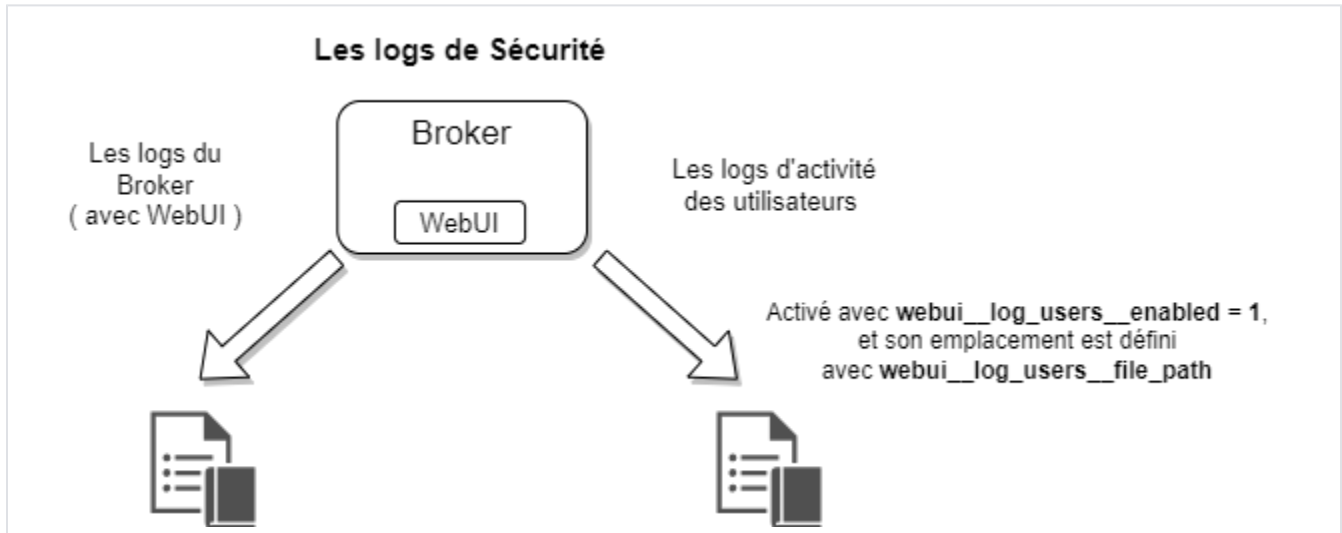 Les logs de Sécurité
Broker
WebUI
Les logs du
Broker
( avec WebUI )
Les logs d'activité
des utilisateurs
Activé avec webui__log_users__enabled = 1,
et son emplacement est défini
avec webui__log_users__file_path